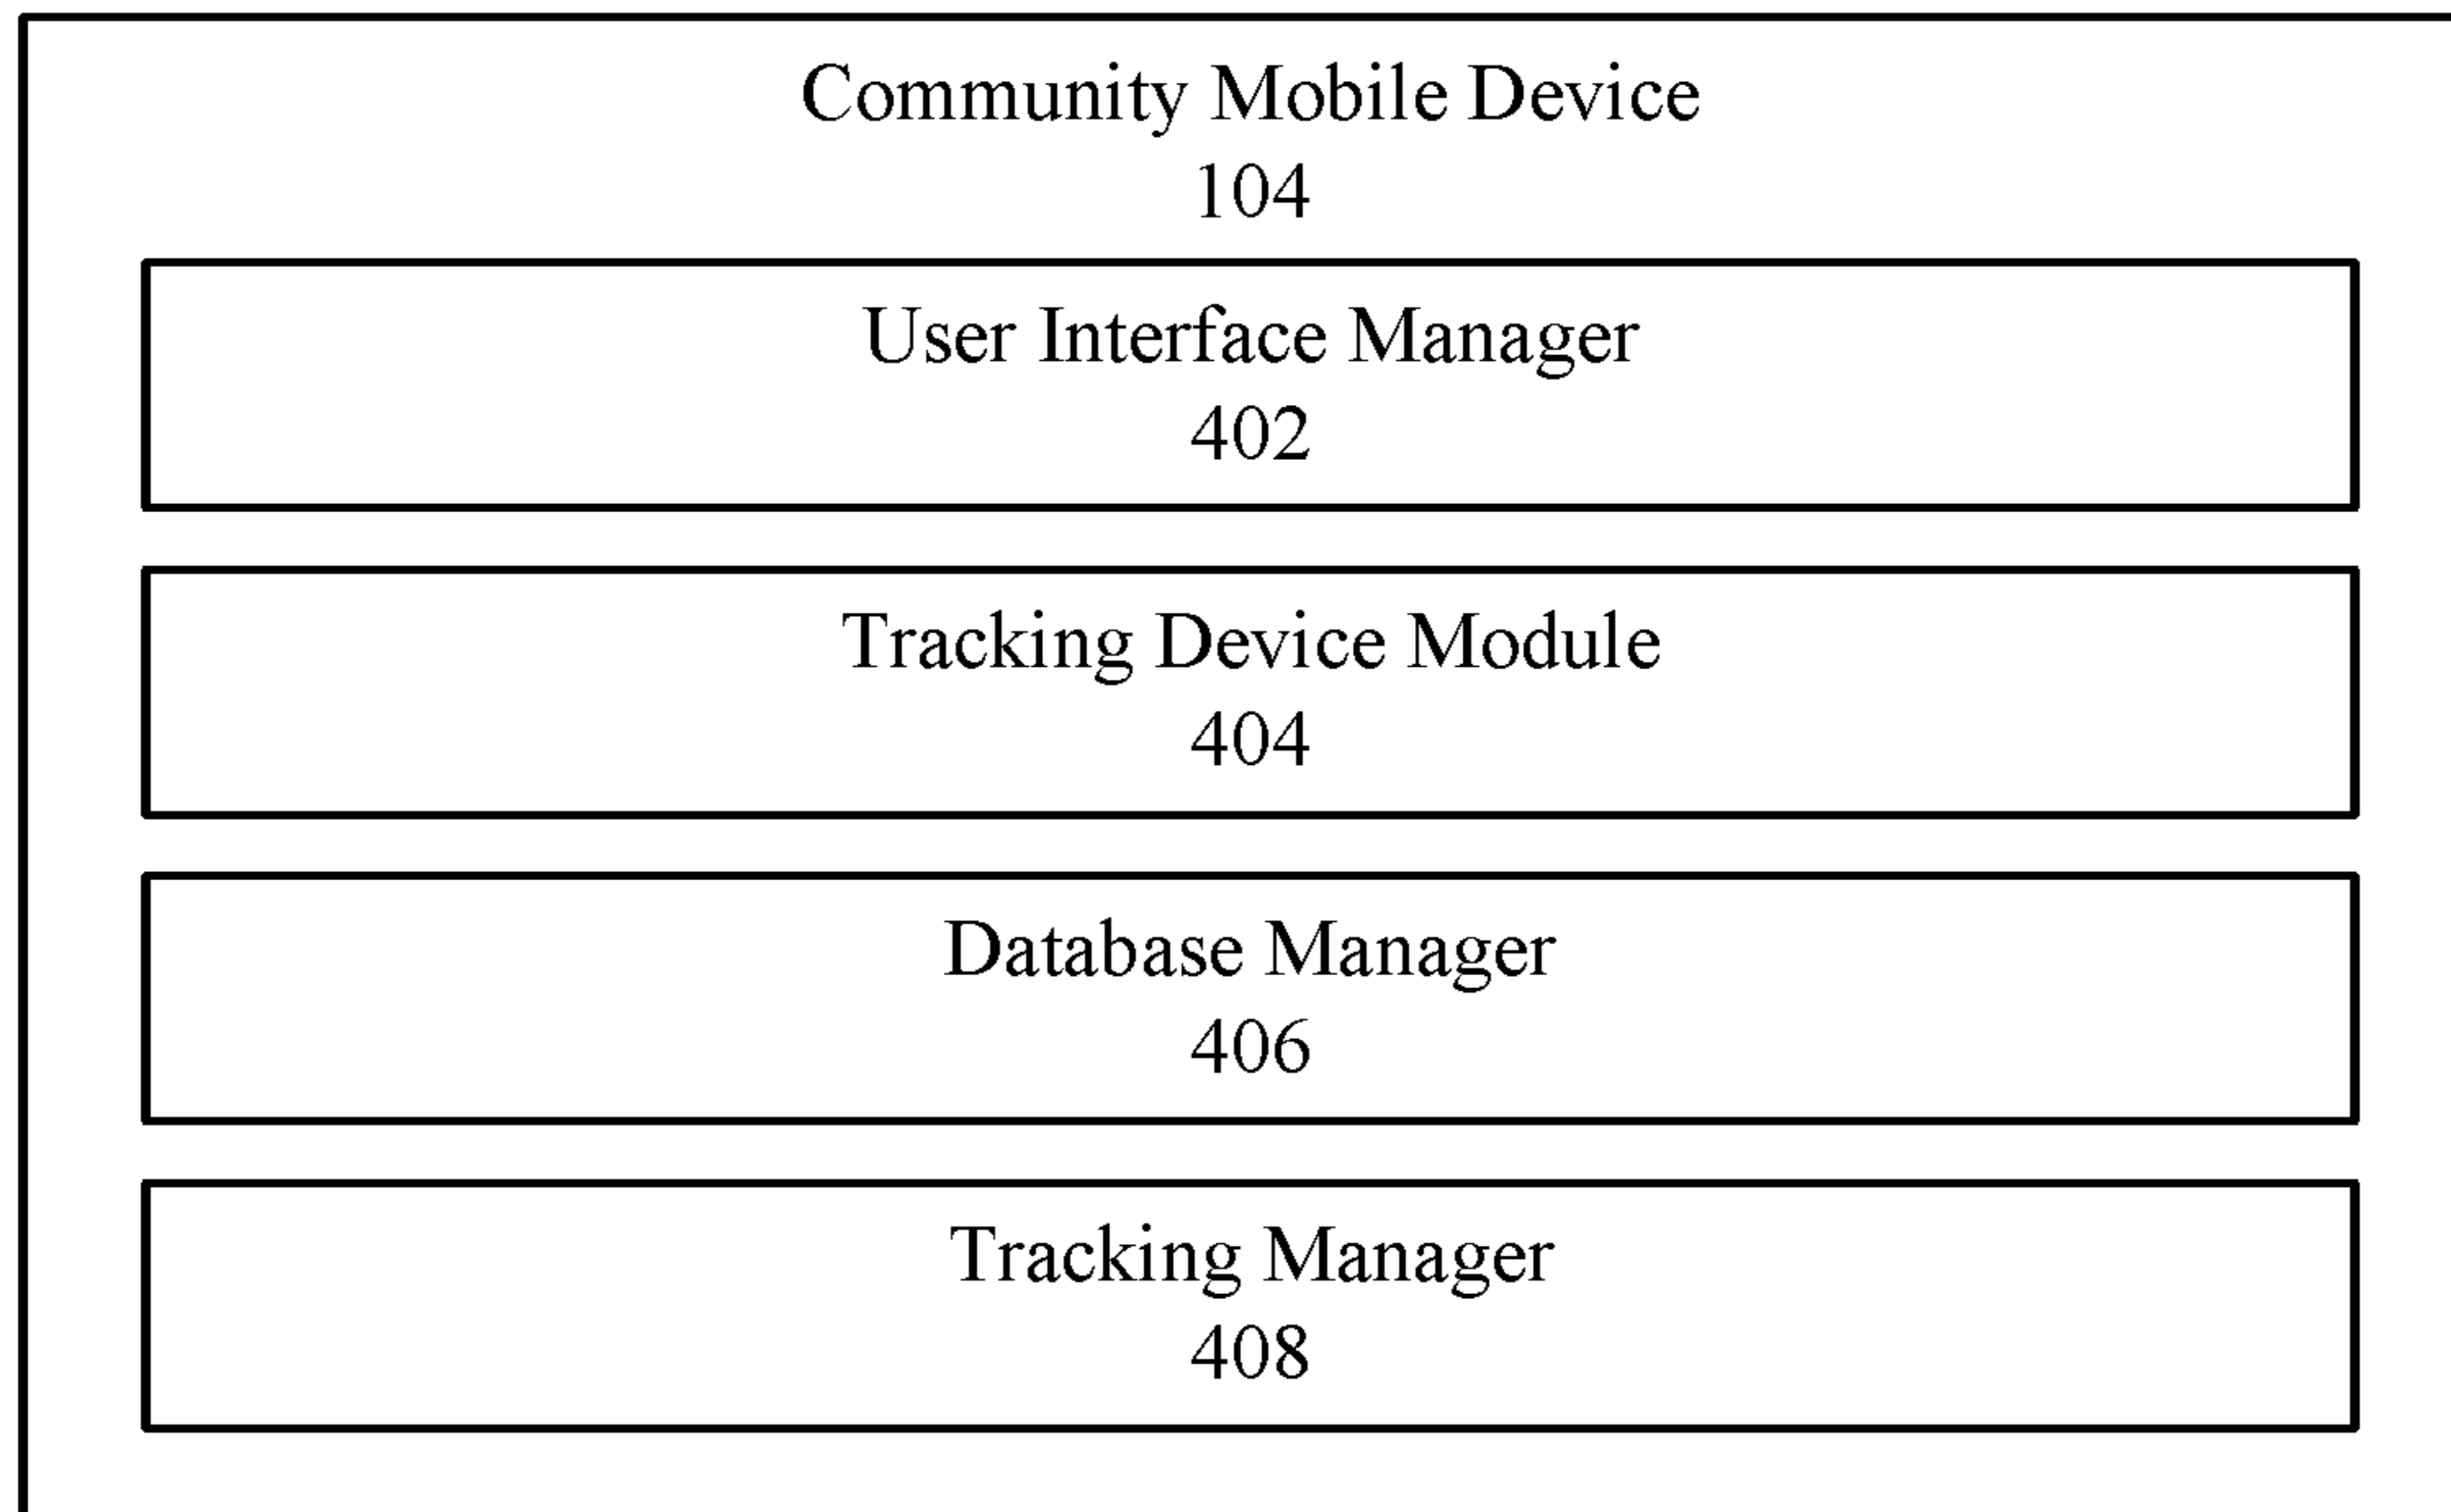 Community Mobile Device
104
User Interface Manager
402
Tracking Device Module
404
Database Manager
406
Tracking Manager
408